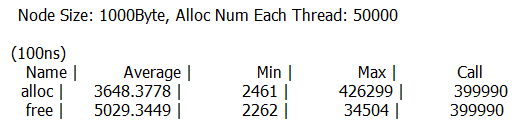 Node Size: 1000Byte, Alloc Num Each Thread: 50000
(100ns)
Name | Average | Min | Max | Call
alloc | 3648.3778 | 2461 | 426299 | 399990
free | 5029.3449 | 2262 | 34504 | 399990